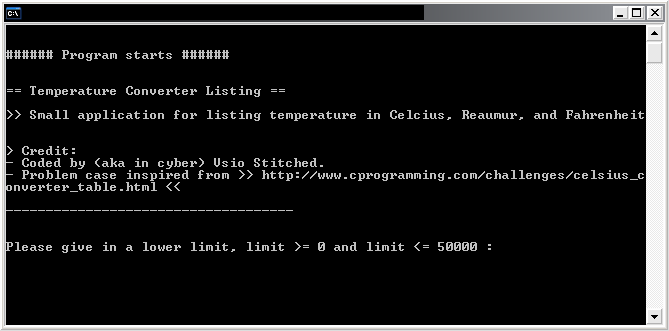 C:\
###### Program starts ######
== Temperature Converter Listing ==
>> Small application for listing temperature in Celcius, Reaumur, and Fahrenheit
> Credit:
- Coded by (aka in cyber) Vsio Stitched.
- Problem case inspired from >> http://www.cprogramming.com/challenges/celsius_c
onverter_table.html <<
------------------------------------
Please give in a lower limit, limit >= 0 and limit <= 50000 :